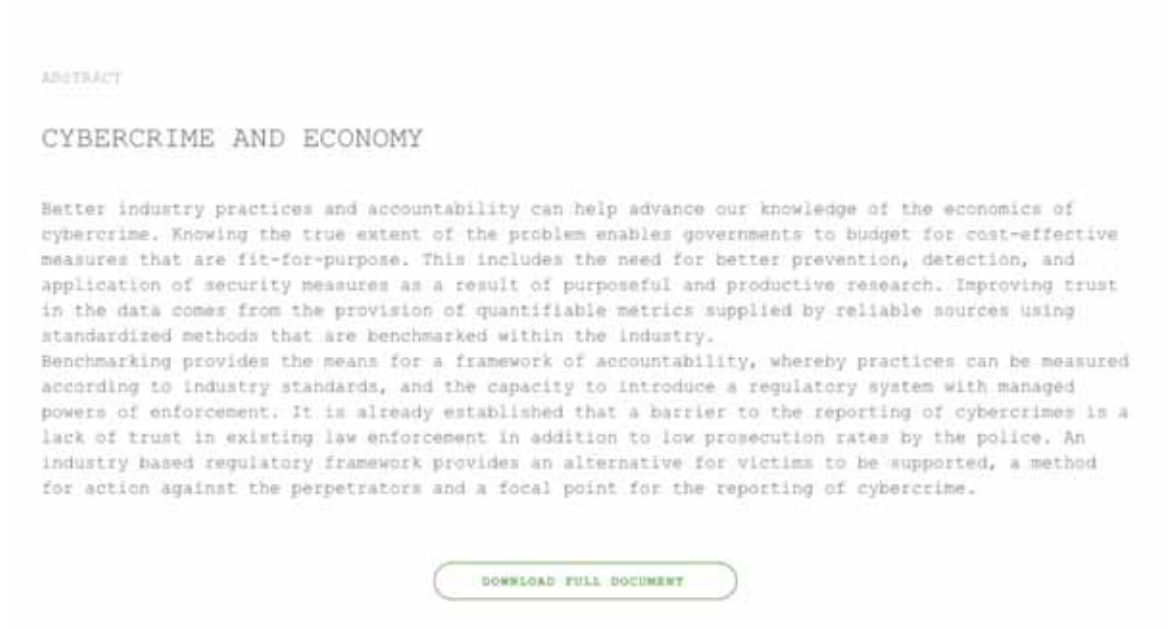 ABSTRACT
CYBERCRIME AND ECONOMY
Better industry practices and accountability can help advance our knowledge of the economics of
cybercrime. Knowing the true extent of the problem enables governments to budget for cost-effective
measures that are fit-for-purpose. This includes the need for better prevention, detection, and
application of security measures as a result of purposeful and productive research. Improving trust
in the data comes from the provision of quantifiable metrics supplied by reliable sources using
standardized methods that are benchmarked within the industry.
Benchmarking provides the means for a framework of accountability, whereby practices can be measured
according to industry standards, and the capacity to introduce a regulatory system with managed
powers of enforcement. It is already established that a barrier to the reporting of cybercrimes is a
lack of trust in existing law enforcement in addition to low prosecution rates by the police. An
industry based regulatory framework provides an alternative for victims to be supported, a method
for action against the perpetrators and a focal point for the reporting of cybercrime.
DOWNLOAD FULL DOCUMENT